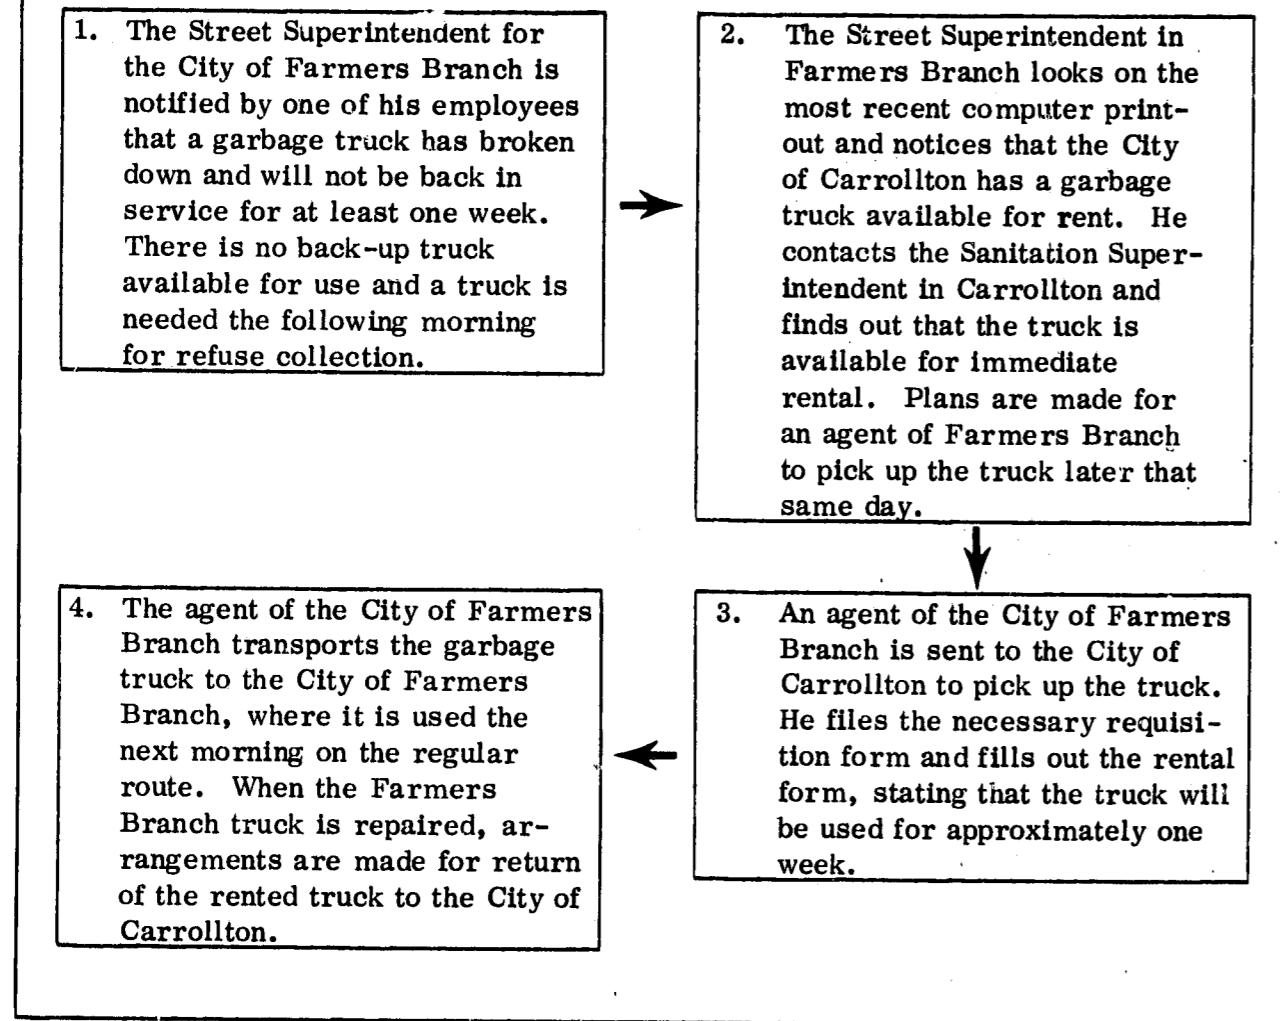 1. The Street Superintendent for
the City of Farmers Branch is
notified by one of his employees
that a garbage truck has broken
down and will not be back in
service for at least one week.
There is no back-up truck
available for use and a truck is
needed the following morning
for refuse collection.
2. The Street Superintendent in
Farmers Branch looks on the
most recent computer print-
out and notices that the City
of Carrollton has a garbage
truck available for rent. He
contacts the Sanitation Super-
intendent in Carrollton and
finds out that the truck is
available for immediate
rental. Plans are made for
an agent of Farmers Branch
to pick up the truck later that
same day.
3. An agent of the City of Farmers
Branch is sent to the City of
Carrollton to pick up the truck.
He files the necessary requisi-
tion form and fills out the rental
form, stating that the truck will
be used for approximately one
week.
4. The agent of the City of Farmers
Branch transports the garbage
truck to the City of Farmers
Branch, where it is used the
next morning on the regular
route. When the Farmers
Branch truck is repaired, ar-
rangements are made for return
of the rented truck to the City of
Carrollton.